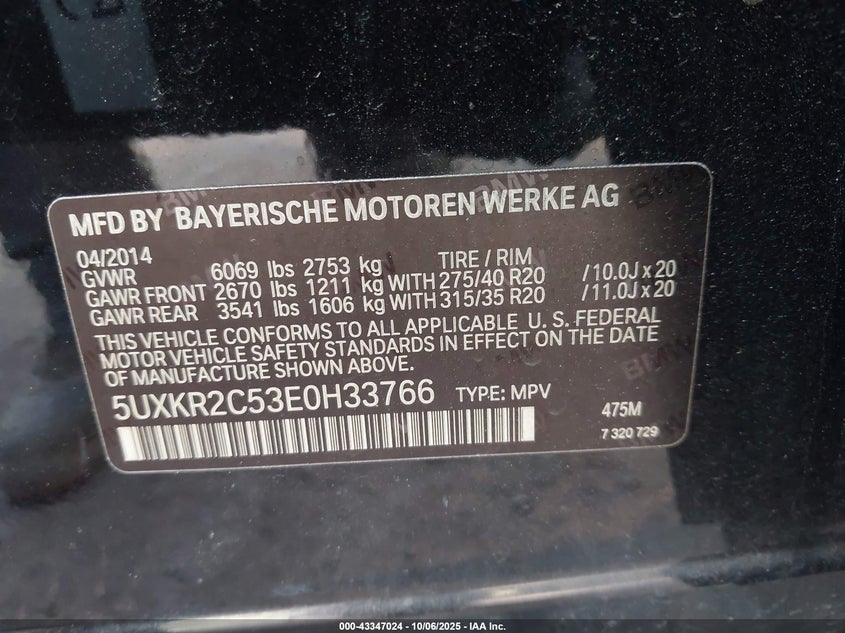 MFD BY BAYERISCHE MOTOREN WERKE AG
04/2014 TIRE / RIM
GVWR 6069 lbs 2753 kg
GAWR FRONT 2670 lbs 1211 kg WITH 275/40 R20 /10.0J x 20
GAWR REAR 3541 lbs 1606 kg WITH 315/35 R20 /11.0J x 20
THIS VEHICLE CONFORMS TO ALL APPLICABLE U. S. FEDERAL
MOTOR VEHICLE SAFETY STANDARDS IN EFFECT ON THE DATE
OF MANUFACTURE SHOWN ABOVE.
5UXKR2C53E0H33766 TYPE: MPV
475M
7 320 729
000-43347024 - 10/06/2025 - IAA Inc.